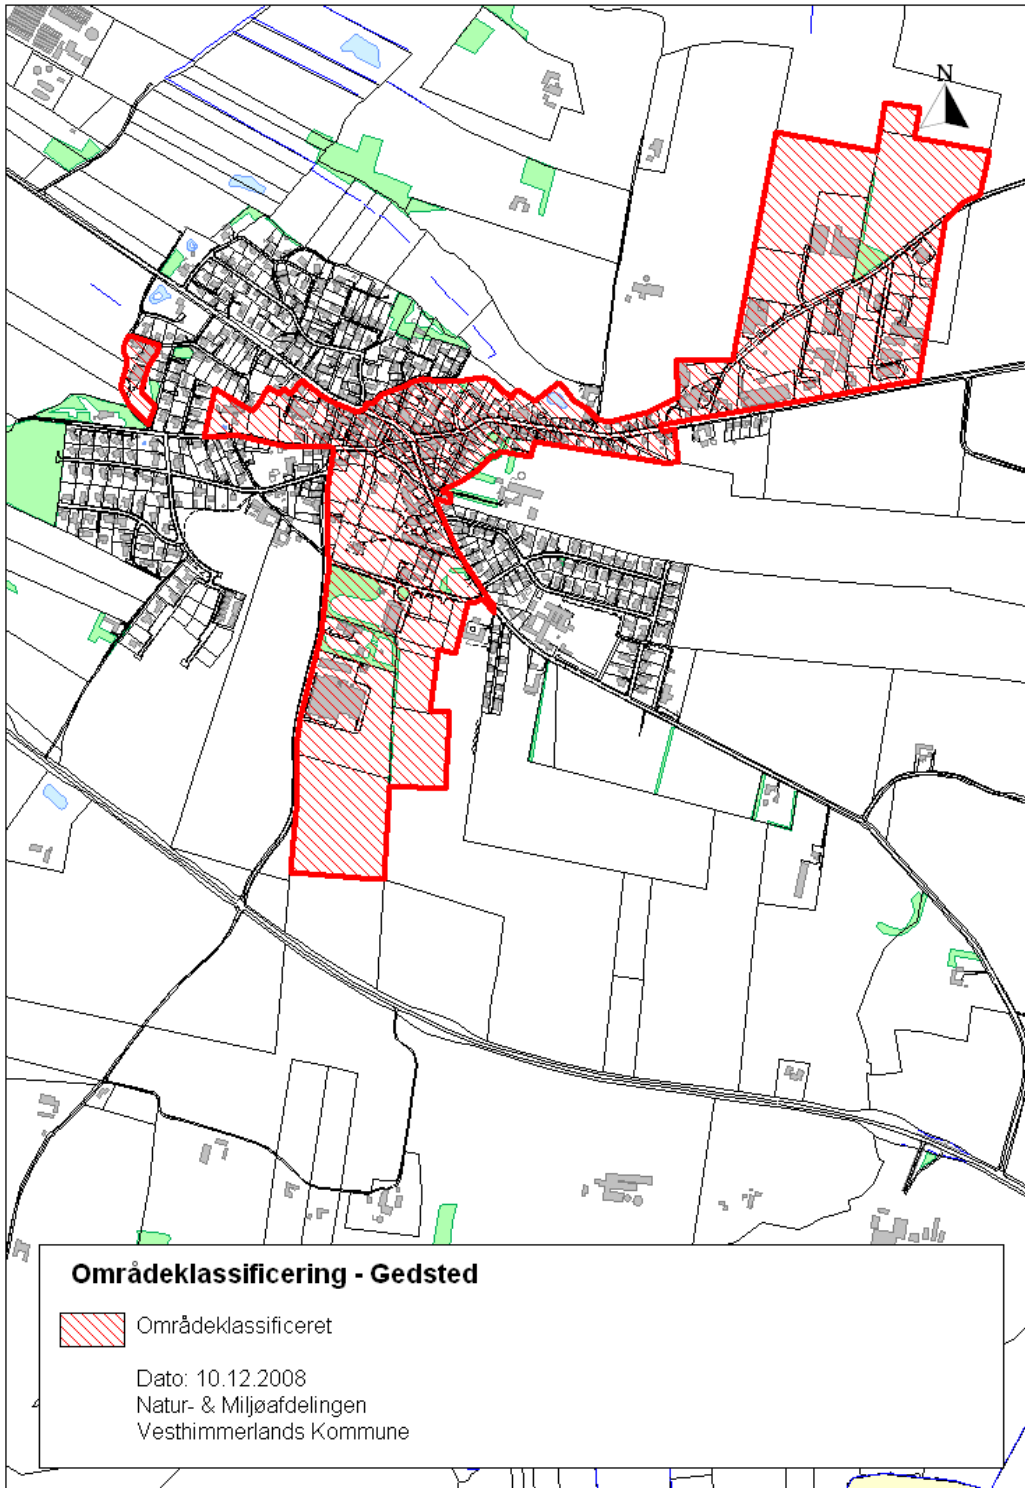 N
Områdeklassificering - Gedsted
Områdeklassificeret
Dato: 10.12.2008
Natur- & Miljøafdelingen
Vesthimmerlands Kommune